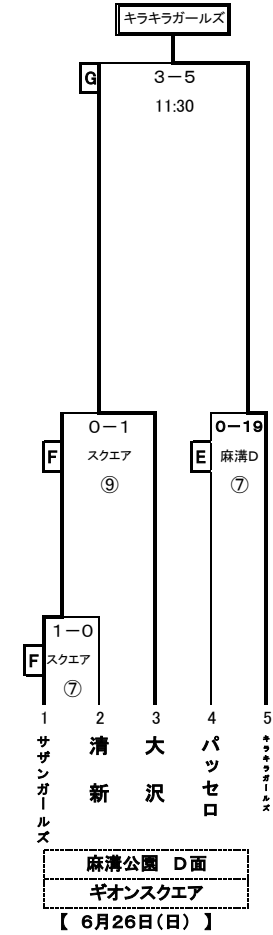 キラキラガールズ
G
3-5
11:30
0-1
F
スクエア
⑨
0-19
E
麻溝D
⑦
1-0
F
スクエア
⑦
1 2 3 4 5
サザンガールズ
清新
大沢
パッセロ
キラキラガールズ
麻溝公園 D面
ギオンスクエア
【 6月26日(日) 】